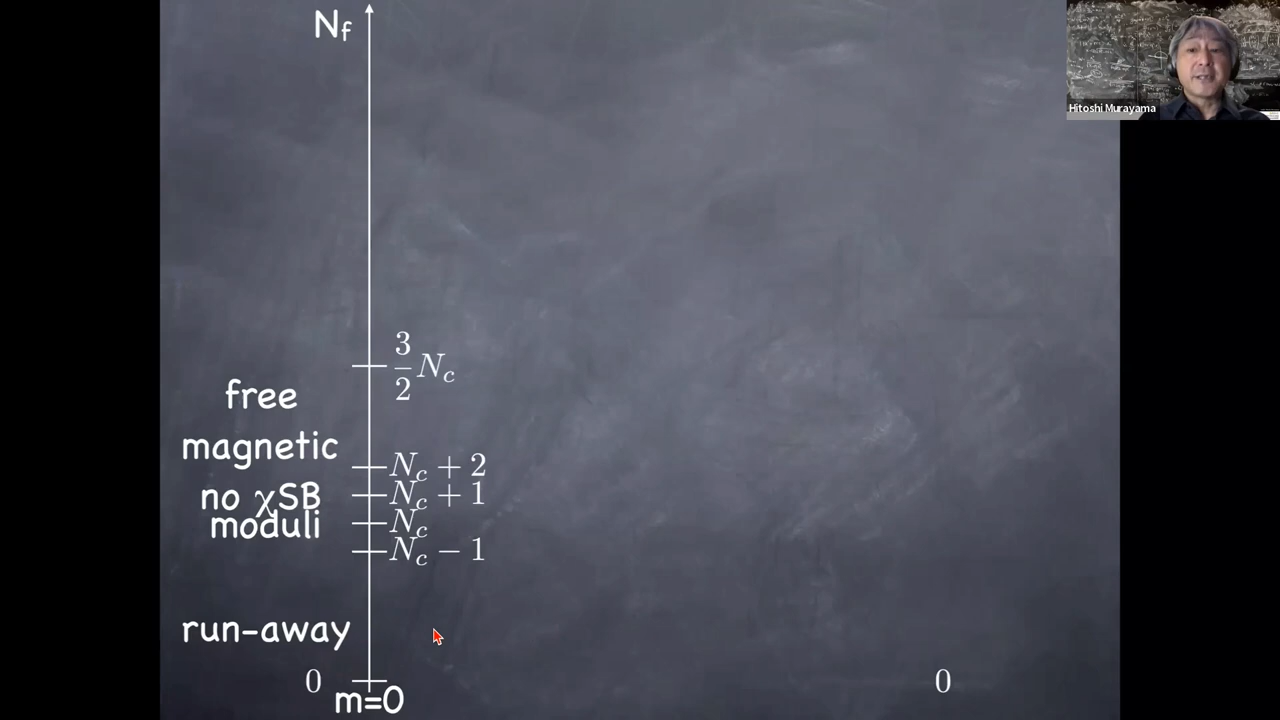 N_f
Hitoshi Murayama
3/2 N_c
free
magnetic
N_c + 2
no χSB
N_c + 1
moduli
N_c
N_c − 1
run-away
0
0
m=0